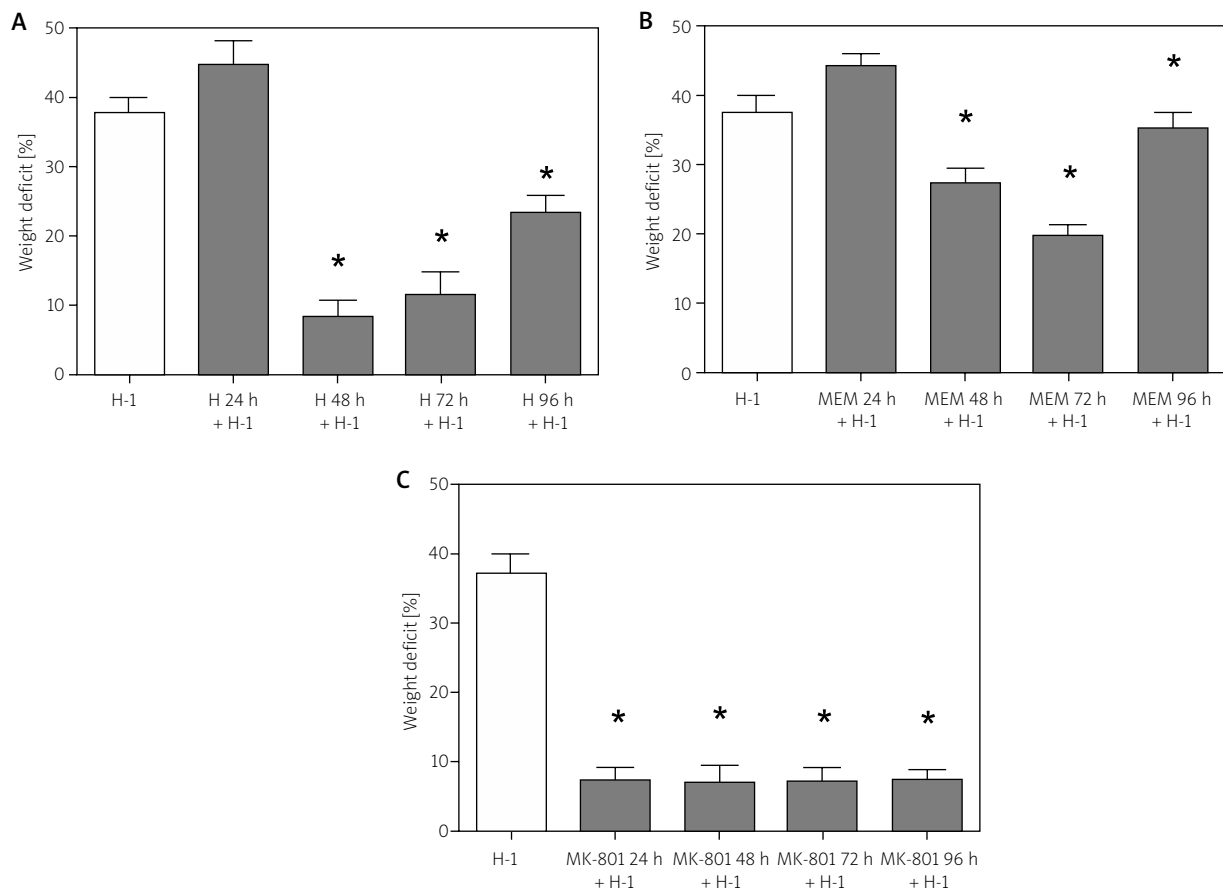 A
Weight deficit [%]
50
40
30
20
10
0
*
*
*
H-1
H 24 h
+ H-1
H 48 h
+ H-1
H 72 h
+ H-1
H 96 h
+ H-1
B
Weight deficit [%]
50
40
30
20
10
0
*
*
*
H-1
MEM 24 h
+ H-1
MEM 48 h
+ H-1
MEM 72 h
+ H-1
MEM 96 h
+ H-1
C
Weight deficit [%]
50
40
30
20
10
0
*
*
*
*
H-1
MK-801 24 h
+ H-1
MK-801 48 h
+ H-1
MK-801 72 h
+ H-1
MK-801 96 h
+ H-1